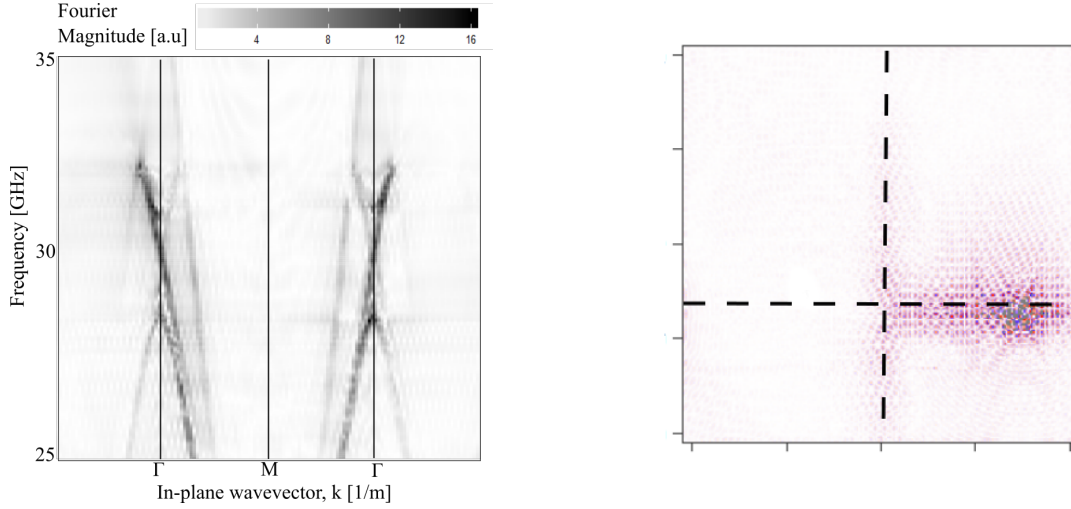 Fourier
Magnitude [a.u]
4 8 12 16
35
30
25
Frequency [GHz]
Γ M Γ
In-plane wavevector, k [1/m]